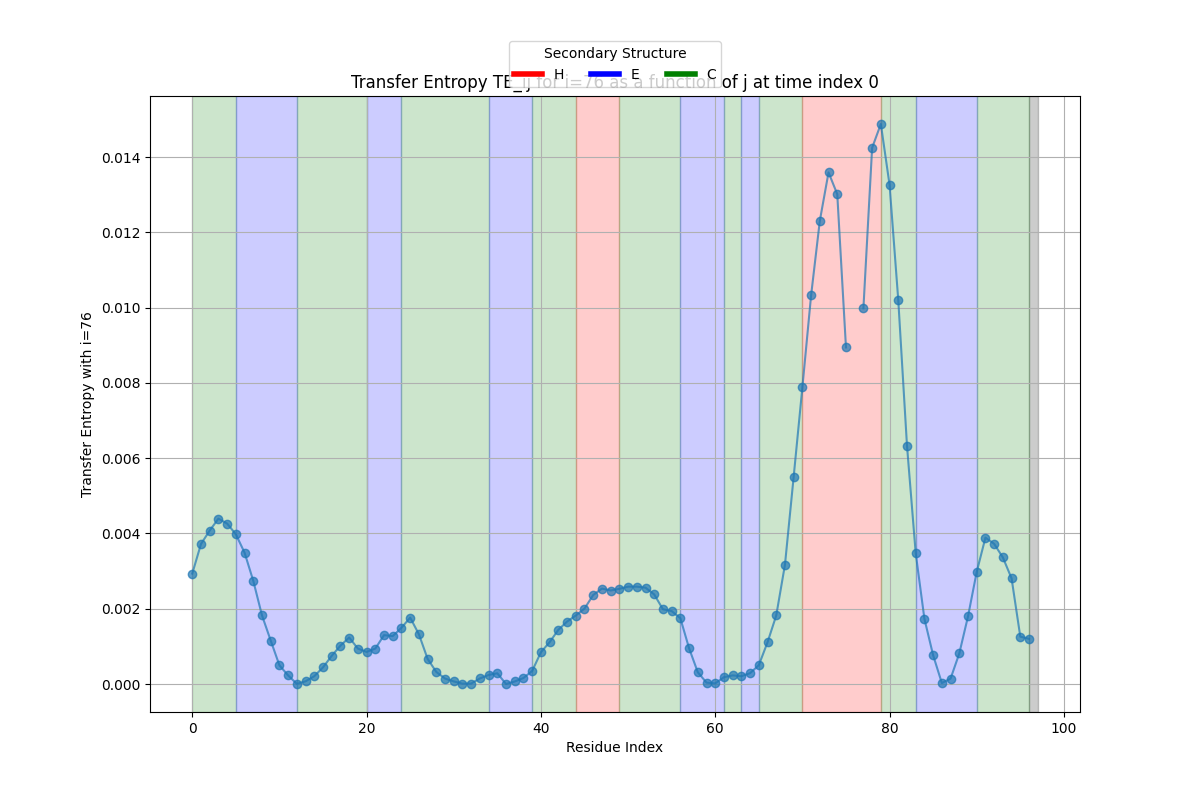 Secondary Structure
H E C
Transfer Entropy TE_ij for i=76 as a function of j at time index 0
Transfer Entropy with i=76
0.014
0.012
0.010
0.008
0.006
0.004
0.002
0.000
0 20 40 60 80 100
Residue Index